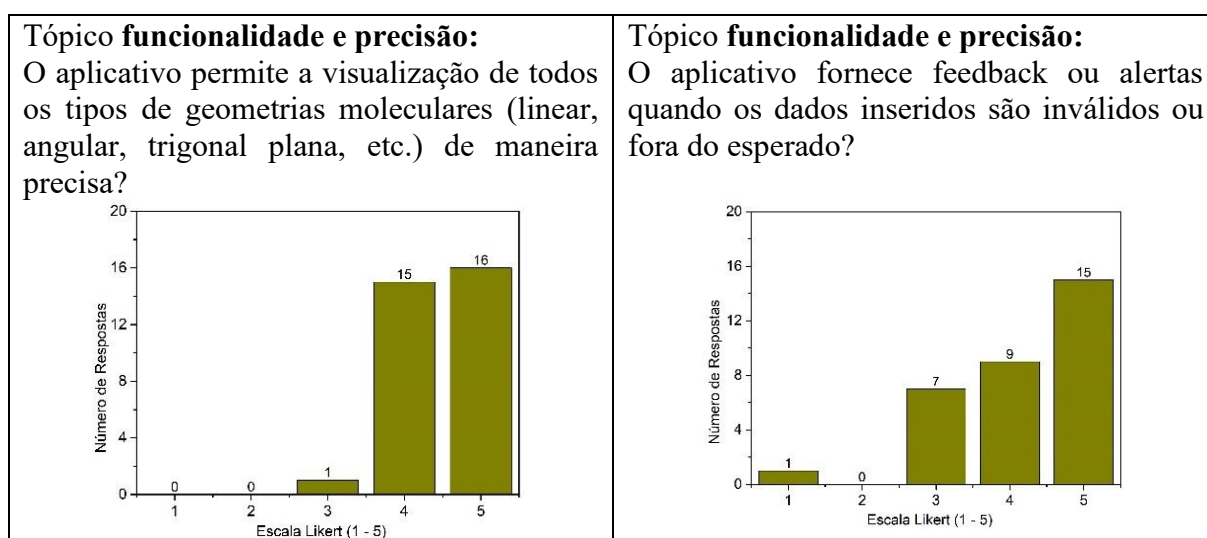 Tópico funcionalidade e precisão:
O aplicativo permite a visualização de todos
os tipos de geometrias moleculares (linear,
angular, trigonal plana, etc.) de maneira
precisa?
20
16
12
8
4
0
Número de Respostas
0
0
1
15
16
1
2
3
4
5
Escala Likert (1 - 5)
Tópico funcionalidade e precisão:
O aplicativo fornece feedback ou alertas
quando os dados inseridos são inválidos ou
fora do esperado?
20
16
12
8
4
0
Número de Respostas
1
0
7
9
15
1
2
3
4
5
Escala Likert (1 - 5)